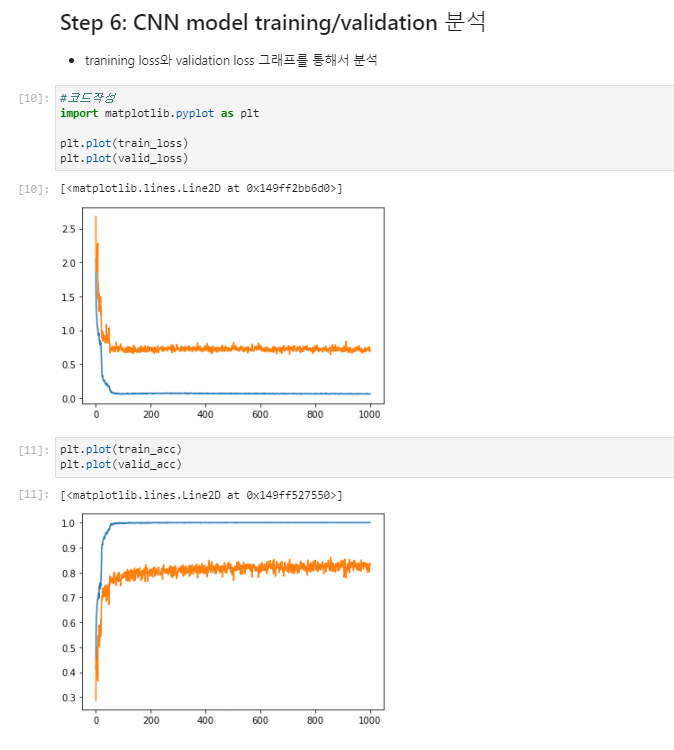 Step 6: CNN model training/validation 분석
• tranining loss와 validation loss 그래프를 통해서 분석
[10]: #코드작성
import matplotlib.pyplot as plt
plt.plot(train_loss)
plt.plot(valid_loss)
[10]: [<matplotlib.lines.Line2D at 0x149ff2bb6d0>]
2.5
2.0
1.5
1.0
0.5
0.0
0 200 400 600 800 1000
[11]: plt.plot(train_acc)
plt.plot(valid_acc)
[11]: [<matplotlib.lines.Line2D at 0x149ff527550>]
1.0
0.9
0.8
0.7
0.6
0.5
0.4
0.3
0 200 400 600 800 1000